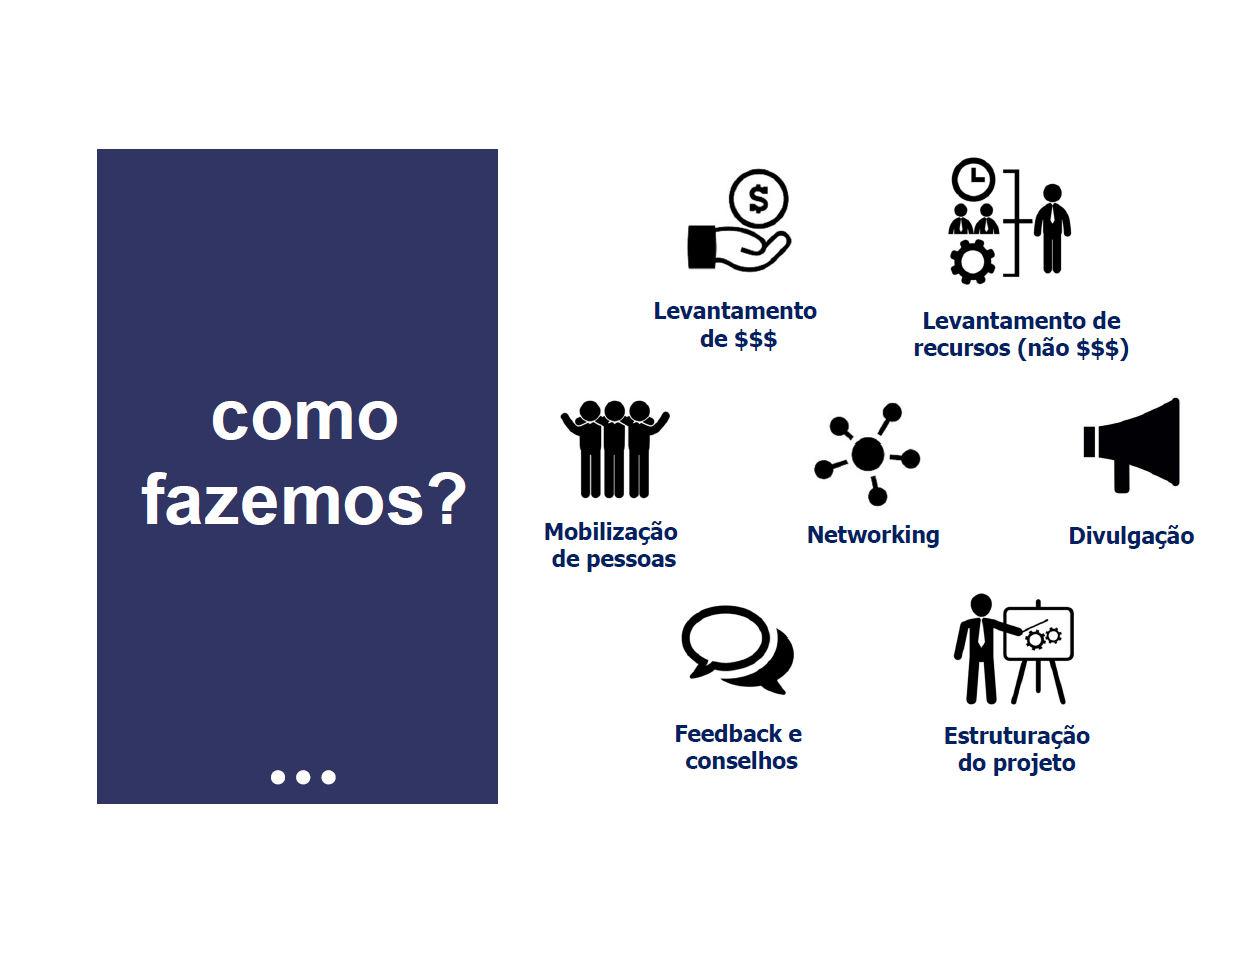 como
fazemos?
$
Levantamento
de $$$
Levantamento de
recursos (não $$$)
Mobilização
de pessoas
Networking
Divulgação
Feedback e
conselhos
Estruturação
do projeto